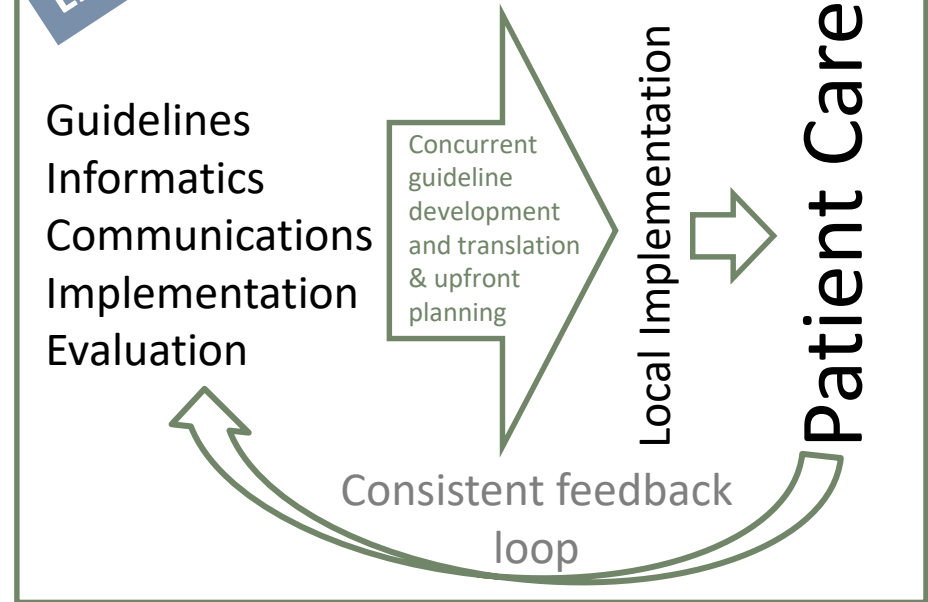 Guidelines
Informatics
Communications
Implementation
Evaluation
Concurrent
guideline
development
and translation
& upfront
planning
Local Implementation
Patient Care
Consistent feedback
loop